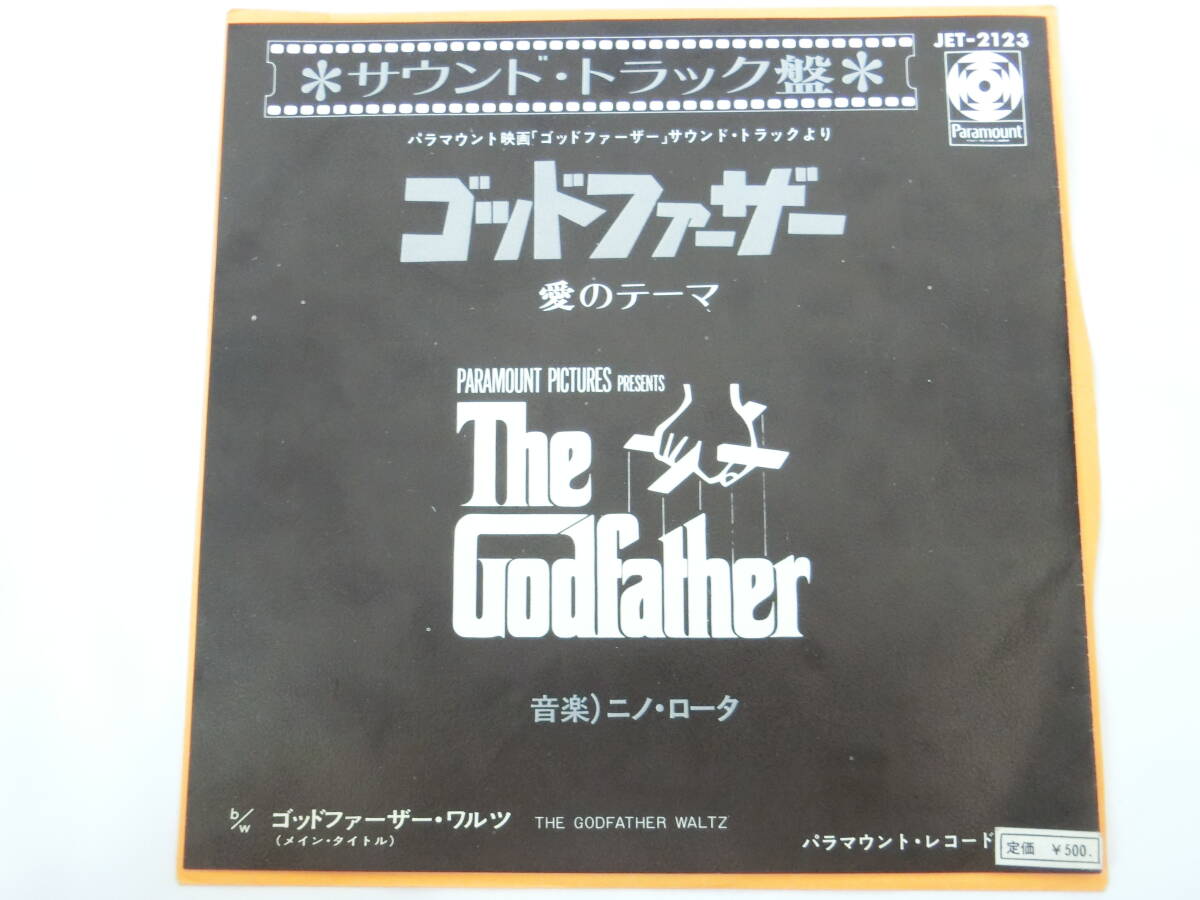 JET-2123
*サウンド・トラック盤*
Paramount
パラマウント映画「ゴッドファーザー」サウンド・トラックより
ゴッドファーザー
愛のテーマ
PARAMOUNT PICTURES PRESENTS
The
Godfather
音楽)ニノ・ロータ
b/w ゴッドファーザー・ワルツ THE GODFATHER WALTZ
(メイン・タイトル)
パラマウント・レコード
定価 ¥500.